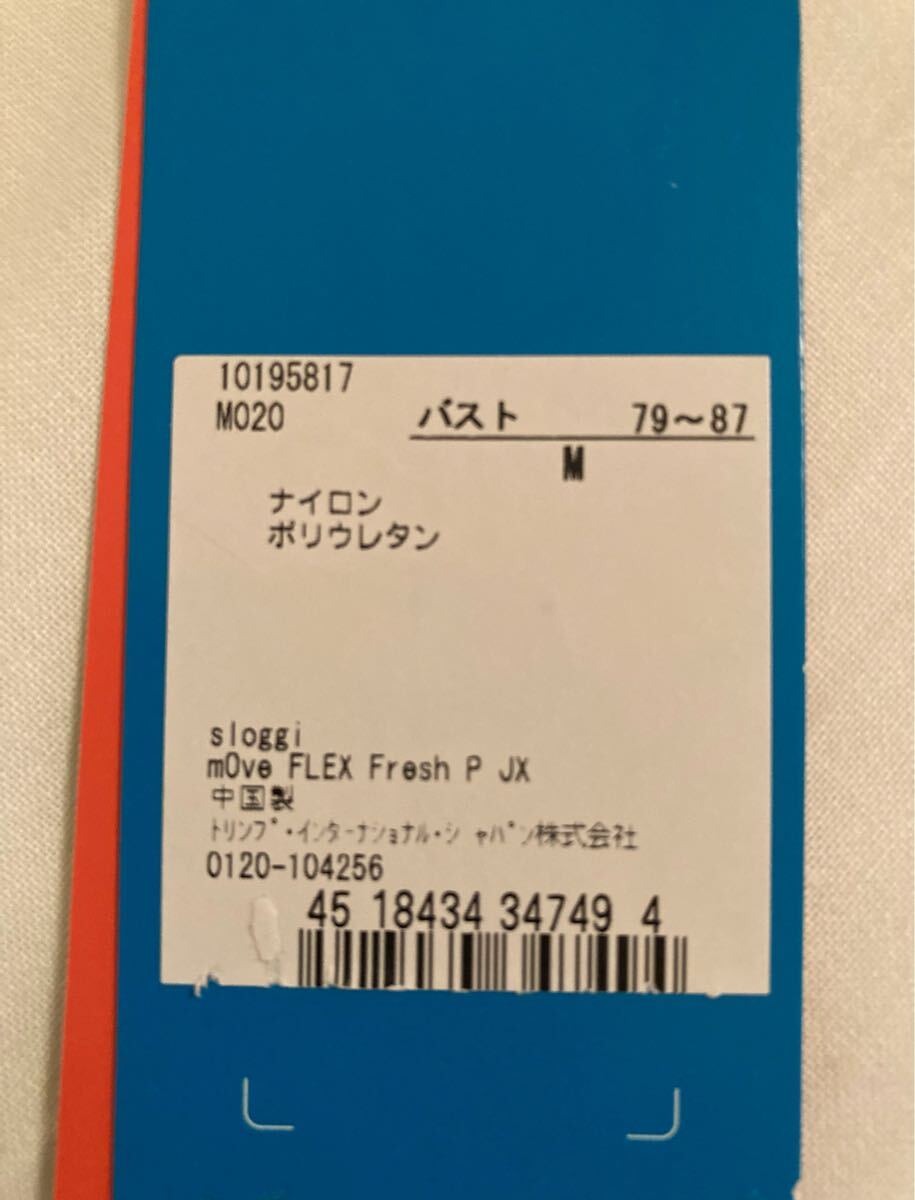 10195817
M020 バスト 79～87
M
ナイロン
ポリウレタン
sloggi
mOve FLEX Fresh P JX
中国製
ﾄﾘﾝﾌﾟ・ｲﾝﾀｰﾅｼｮﾅﾙ・ｼﾞｬﾊﾟﾝ株式会社
0120-104256
45 18434 34749 4